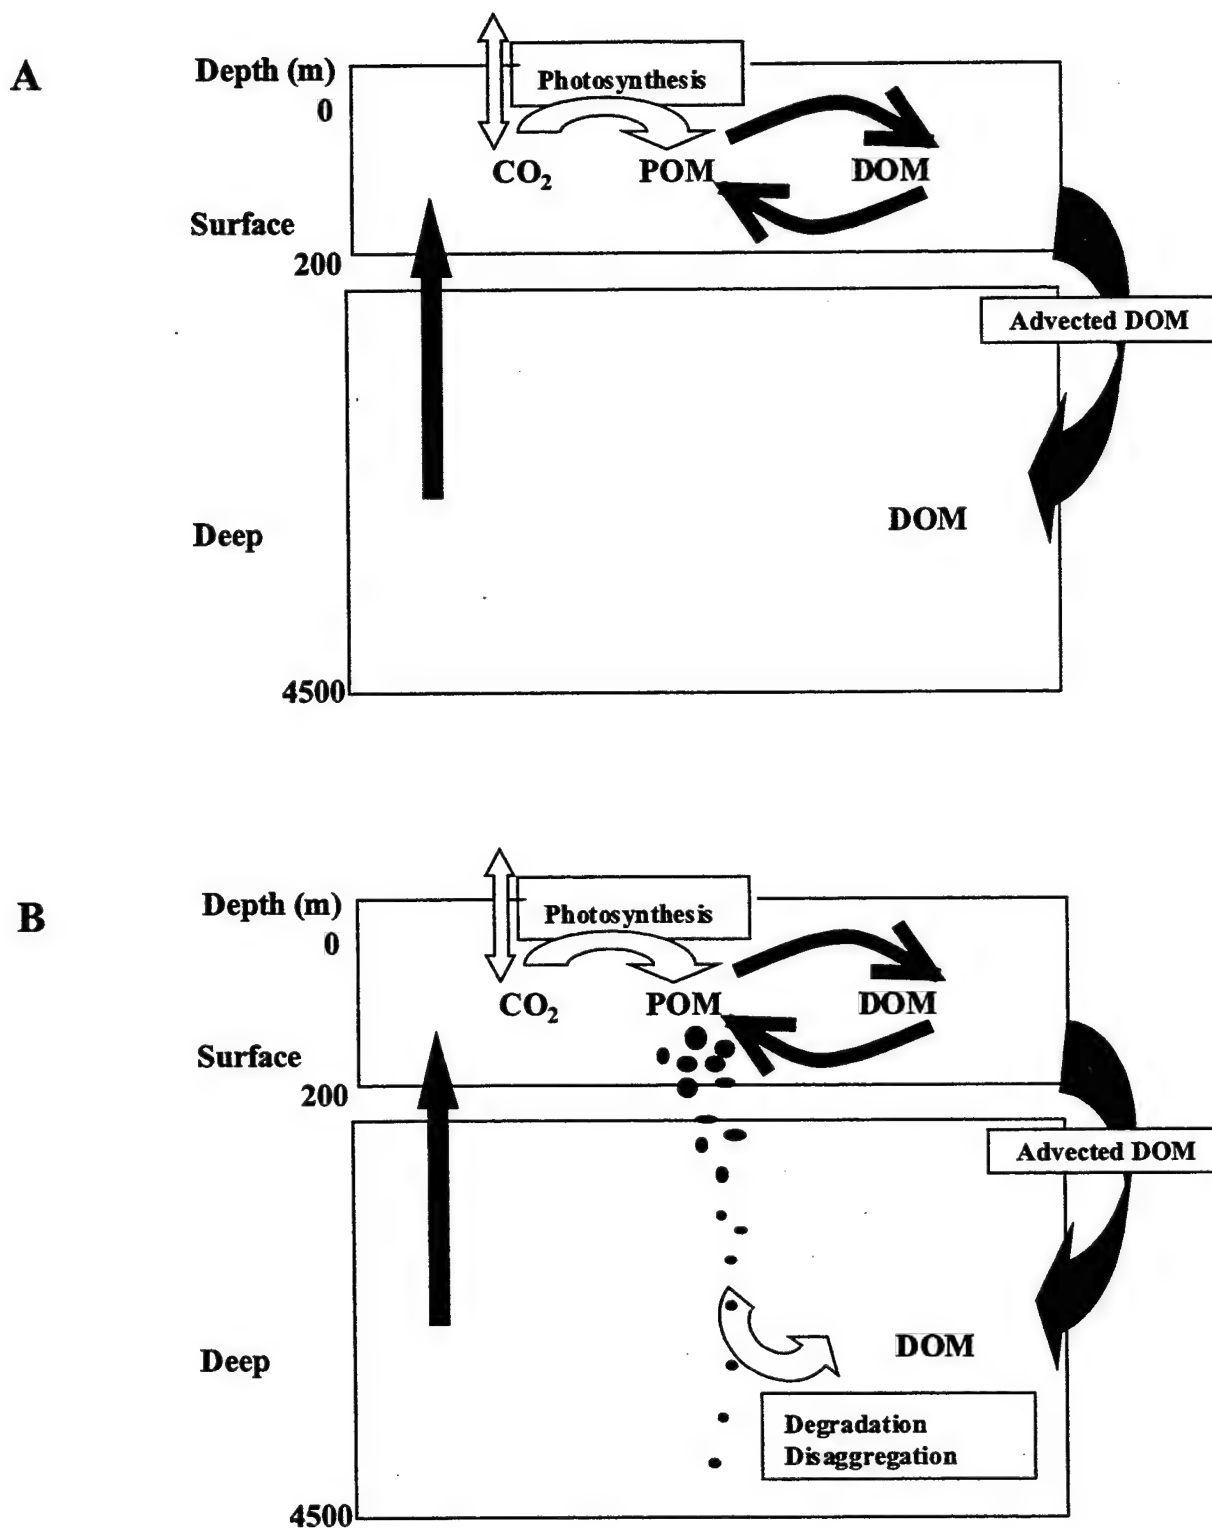 A
Depth (m)
0
Photosynthesis
CO₂
POM
DOM
Surface
200
Advected DOM
Deep
DOM
4500
B
Depth (m)
0
Photosynthesis
CO₂
POM
DOM
Surface
200
Advected DOM
Deep
DOM
Degradation
Disaggregation
4500